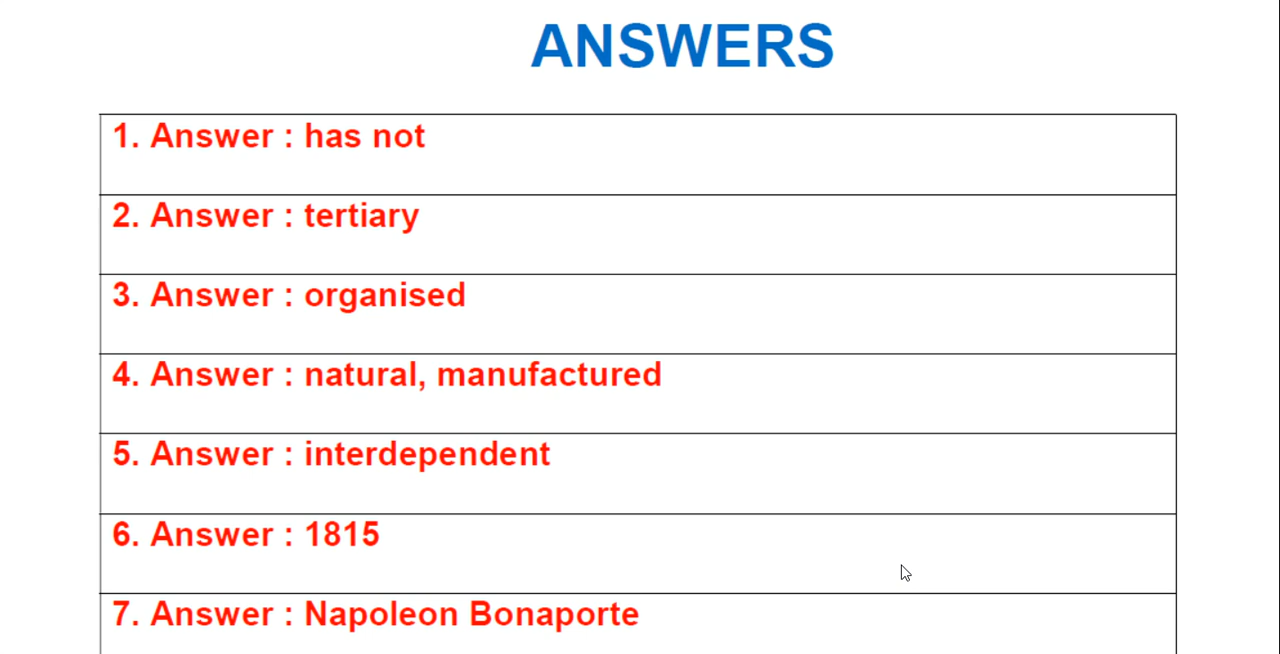 ANSWERS
1. Answer : has not
2. Answer : tertiary
3. Answer : organised
4. Answer : natural, manufactured
5. Answer : interdependent
6. Answer : 1815
7. Answer : Napoleon Bonaporte